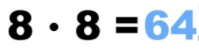 8 · 8 = 64